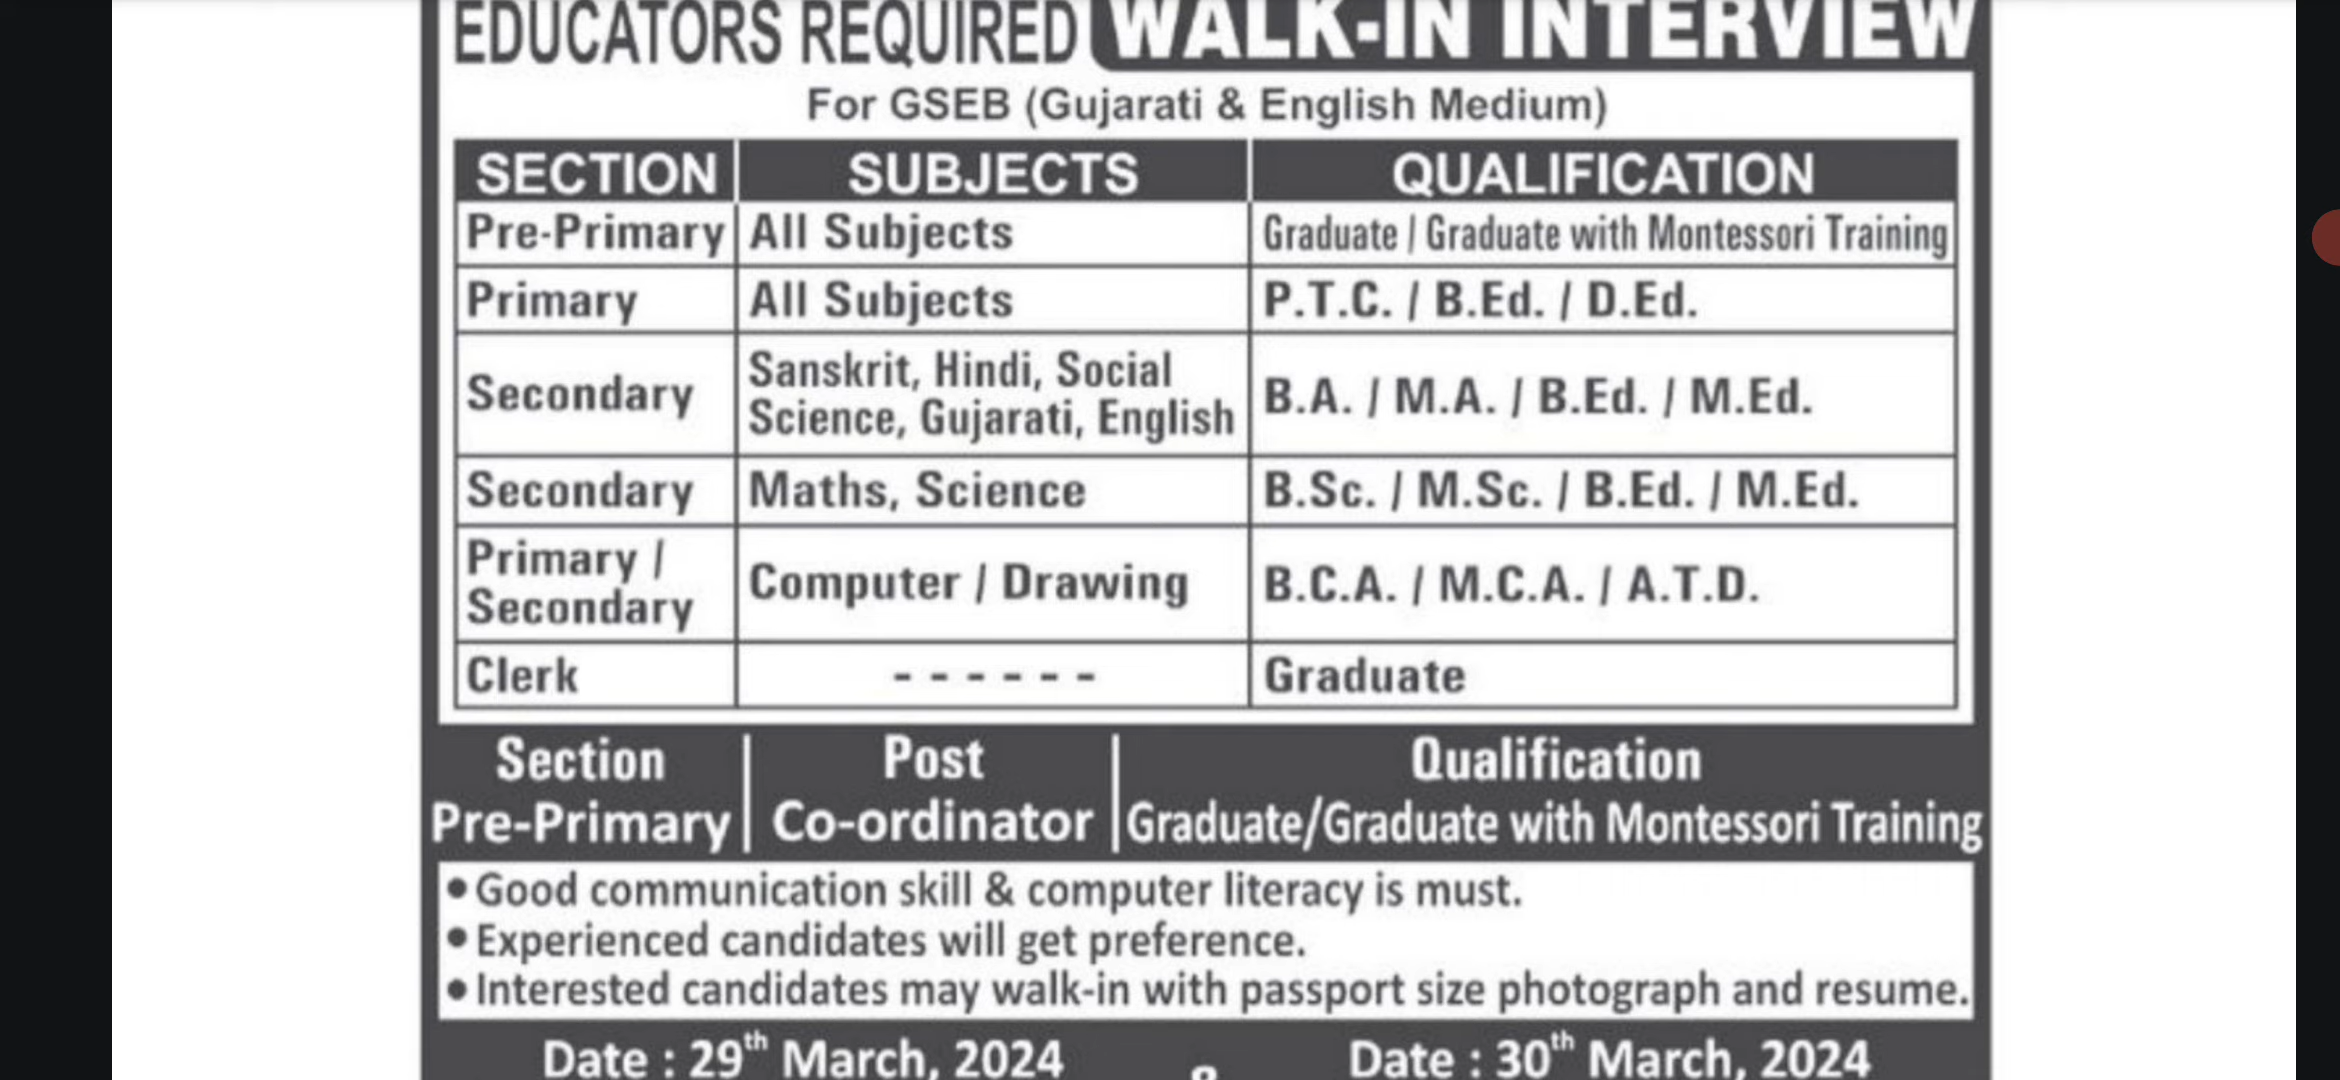 EDUCATORS REQUIRED WALK-IN INTERVIEW
For GSEB (Gujarati & English Medium)
SECTION SUBJECTS QUALIFICATION
Pre-Primary All Subjects Graduate / Graduate with Montessori Training
Primary All Subjects P.T.C. / B.Ed. / D.Ed.
Secondary Sanskrit, Hindi, Social
Science, Gujarati, English B.A. / M.A. / B.Ed. / M.Ed.
Secondary Maths, Science B.Sc. / M.Sc. / B.Ed. / M.Ed.
Primary /
Secondary Computer / Drawing B.C.A. / M.C.A. / A.T.D.
Clerk - - - - - - Graduate
Section Post Qualification
Pre-Primary Co-ordinator Graduate/Graduate with Montessori Training
• Good communication skill & computer literacy is must.
• Experienced candidates will get preference.
• Interested candidates may walk-in with passport size photograph and resume.
Date : 29th March, 2024 & Date : 30th March, 2024